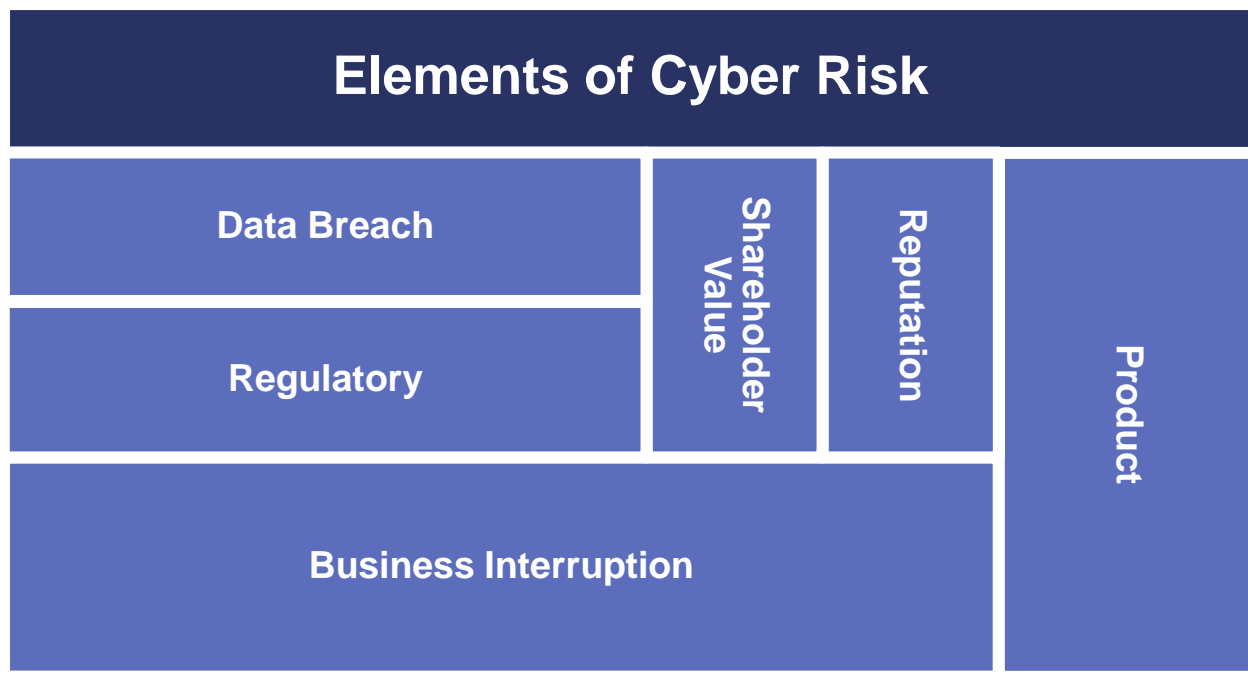 Elements of Cyber Risk
Data Breach
Regulatory
Shareholder
Value
Reputation
Product
Business Interruption